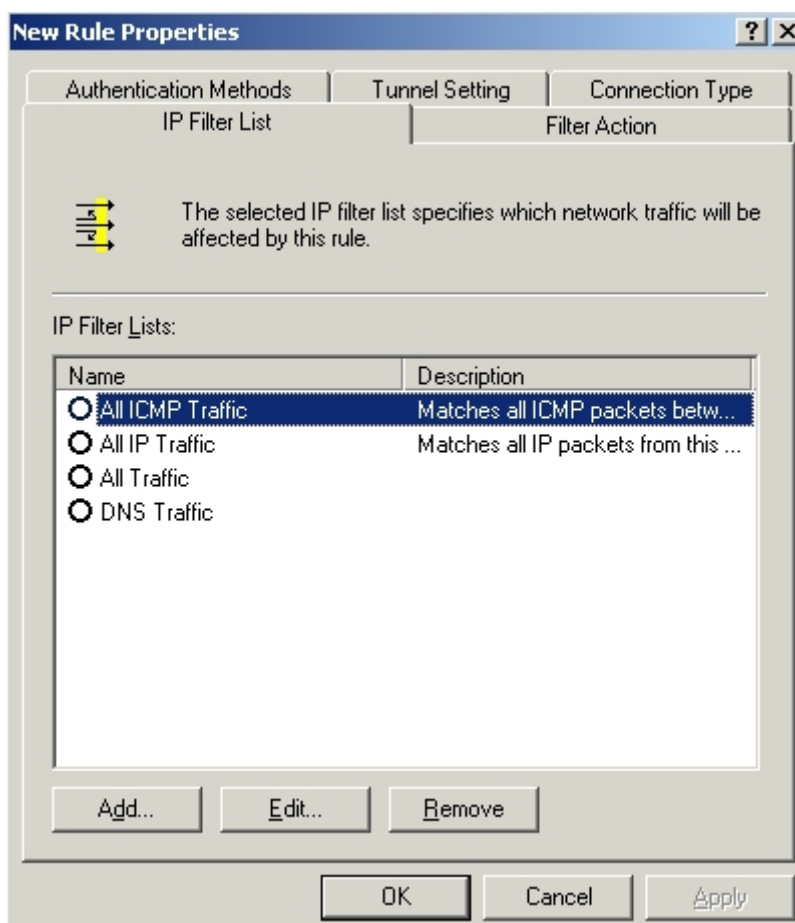 New Rule Properties
Authentication Methods Tunnel Setting Connection Type
IP Filter List Filter Action
The selected IP filter list specifies which network traffic will be
affected by this rule.
IP Filter Lists:
Name Description
All ICMP Traffic Matches all ICMP packets betw...
All IP Traffic Matches all IP packets from this ...
All Traffic
DNS Traffic
Add... Edit... Remove
OK Cancel Apply